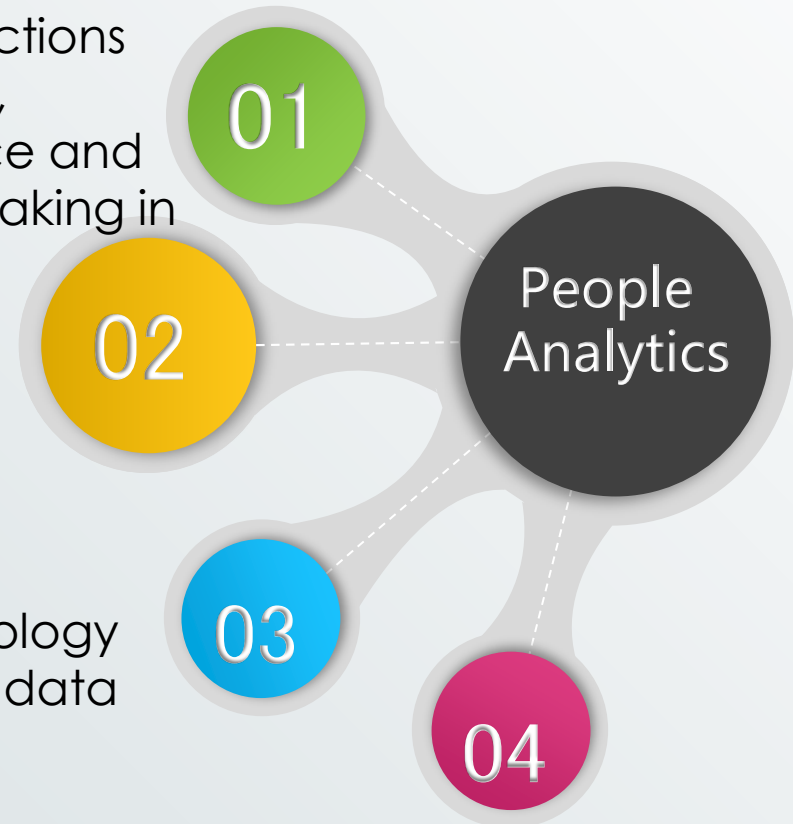 ctions
01
,
ce and
aking in
02
People
Analytics
03
ology
data
04